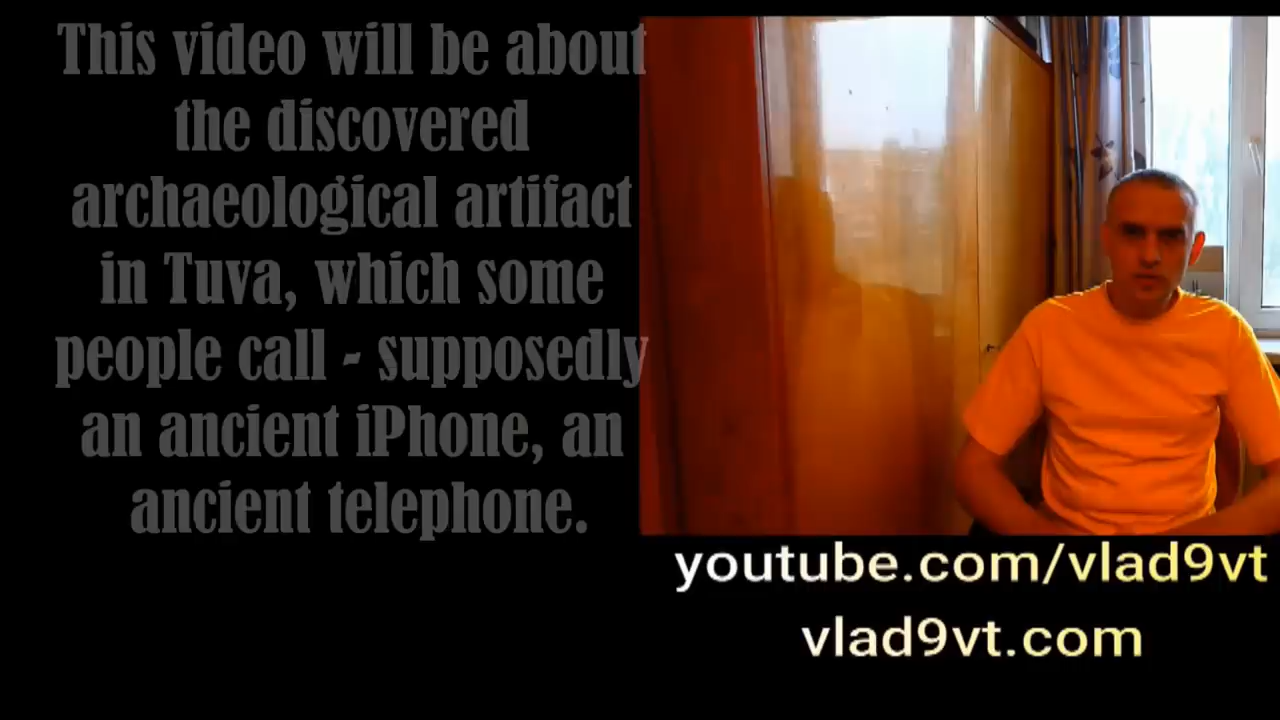 This video will be about
the discovered
archaeological artifact
in Tuva, which some
people call - supposedly
an ancient iPhone, an
ancient telephone.
youtube.com/vlad9vt
vlad9vt.com